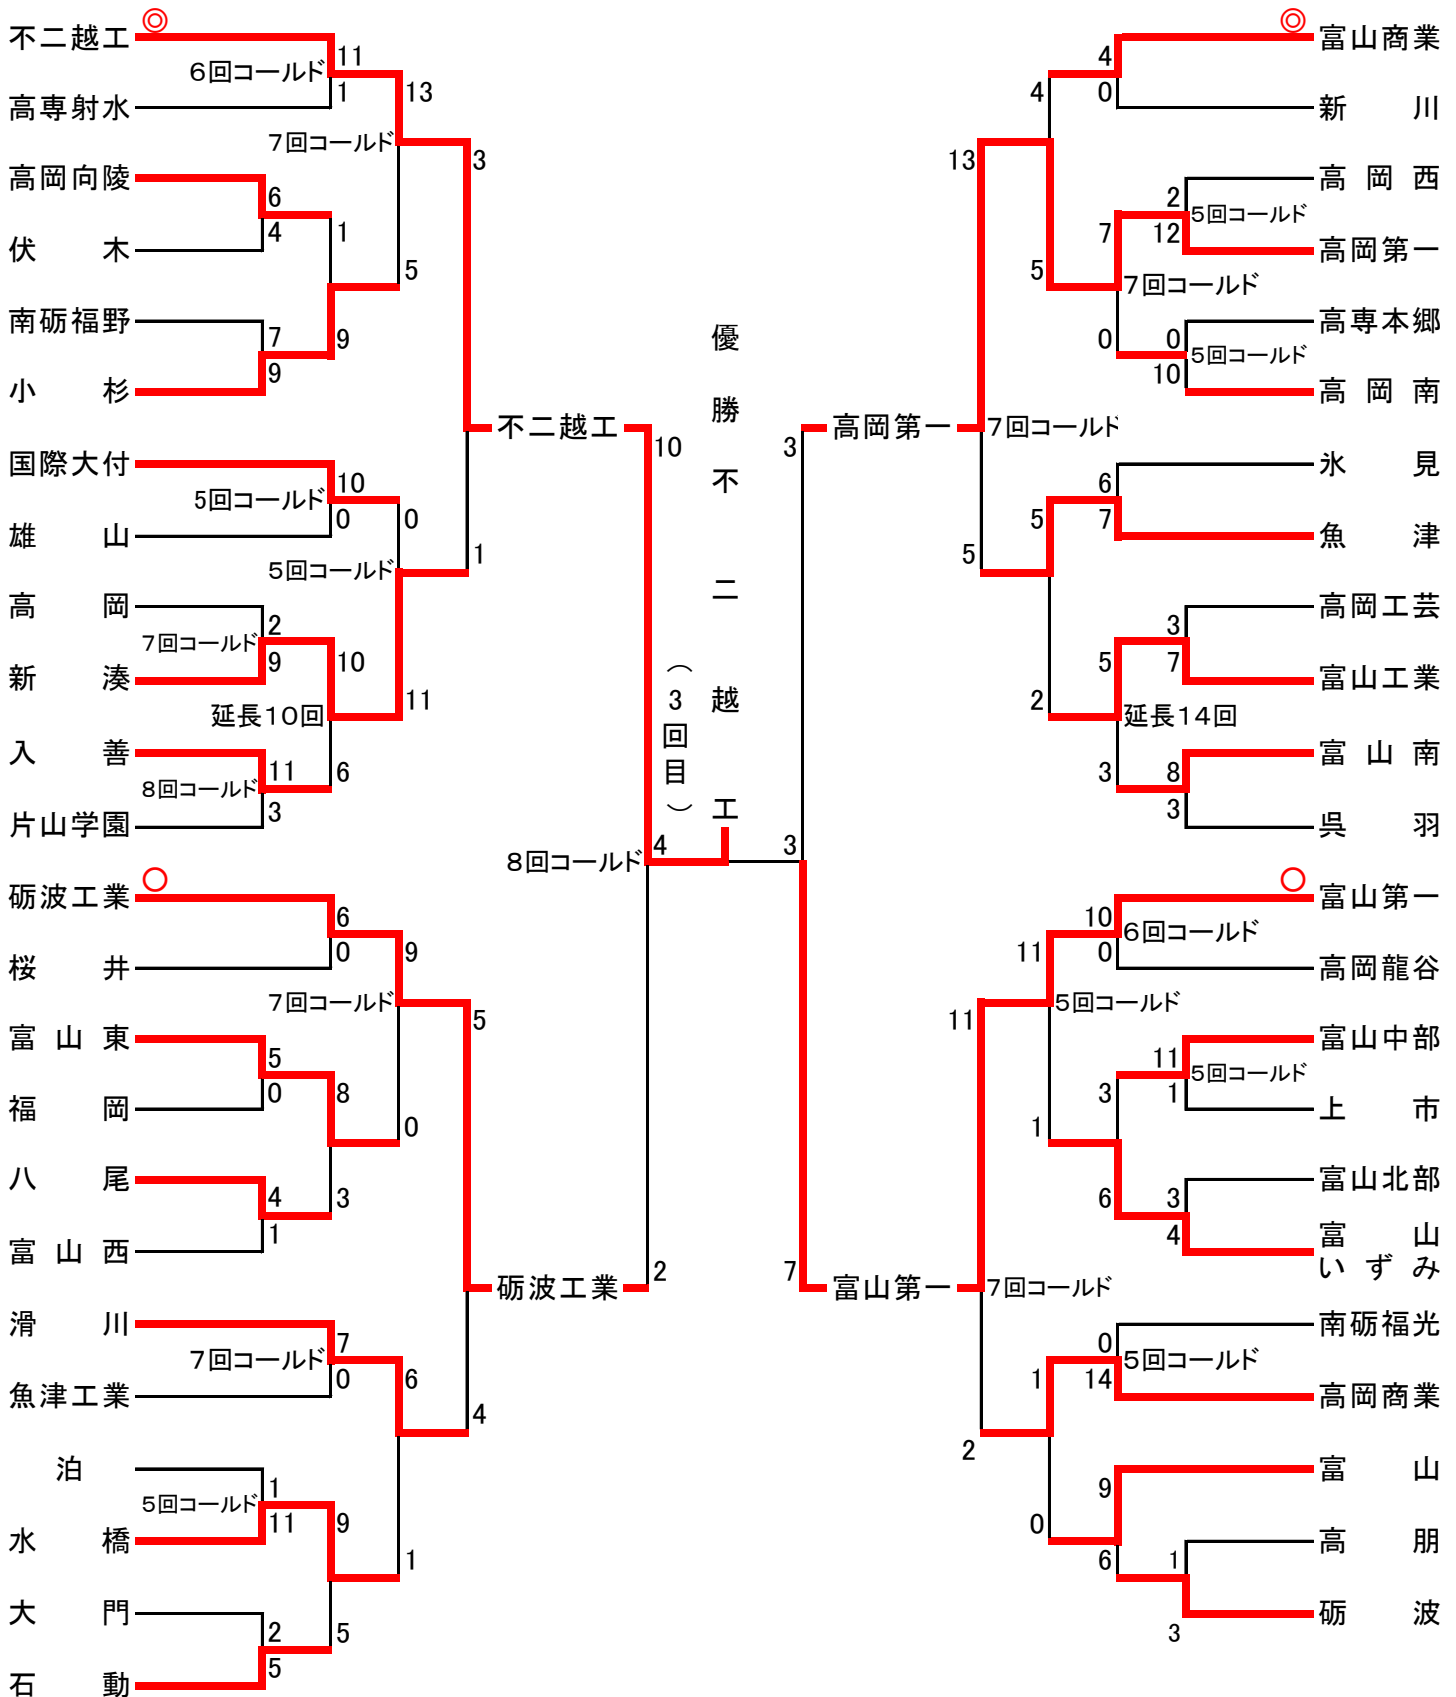 不二越工 ◎
11
6回コールド
1
高専射水
13
7回コールド
高岡向陵
6
4
1
伏木
5
南砺福野
7
9
9
小杉
3
不二越工
国際大付
10
5回コールド
0
0
雄山
5回コールド
1
高岡
2
7回コールド
9
10
新湊
11
延長10回
入善
11
8回コールド
6
3
片山学園
10
砺波工業 ○
6
0
9
桜井
7回コールド
5
富山東
5
0
8
福岡
0
八尾
4
1
3
富山西
砺波工業
2
滑川
7
7回コールド
0
6
魚津工業
4
泊
1
5回コールド
11
9
水橋
1
大門
2
5
5
石動
優勝不二越工
(3回目)
4
8回コールド
3
◎ 富山商業
4
0
4
新川
13
高岡西
2
5回コールド
12
7
高岡第一
5
7回コールド
高専本郷
0
0
5回コールド
10
高岡南
3
高岡第一
7回コールド
氷見
6
7
5
魚津
5
高岡工芸
3
7
5
富山工業
2
延長14回
富山南
8
3
3
呉羽
○ 富山第一
10
6回コールド
0
11
高岡龍谷
5回コールド
11
富山中部
11
5回コールド
1
3
上市
1
富山北部
3
6
4
富山
いずみ
7
富山第一
7回コールド
南砺福光
0
5回コールド
14
1
高岡商業
2
富山
9
0
高朋
1
6
砺波
3